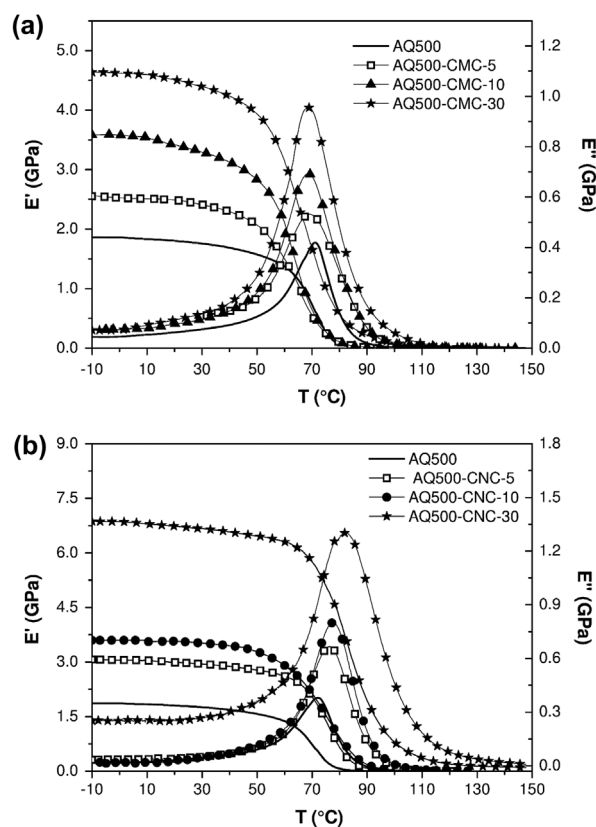 (a)
5.0
4.0
3.0
2.0
1.0
0.0
E' (GPa)
AQ500
AQ500-CMC-5
AQ500-CMC-10
AQ500-CMC-30
1.2
1.0
0.8
0.6
0.4
0.2
0.0
E'' (GPa)
-10 10 30 50 70 90 110 130 150
T (°C)
(b)
9.0
7.5
6.0
4.5
3.0
1.5
0.0
E' (GPa)
AQ500
AQ500-CNC-5
AQ500-CNC-10
AQ500-CNC-30
1.8
1.5
1.2
0.9
0.6
0.3
0.0
E'' (GPa)
-10 10 30 50 70 90 110 130 150
T (°C)